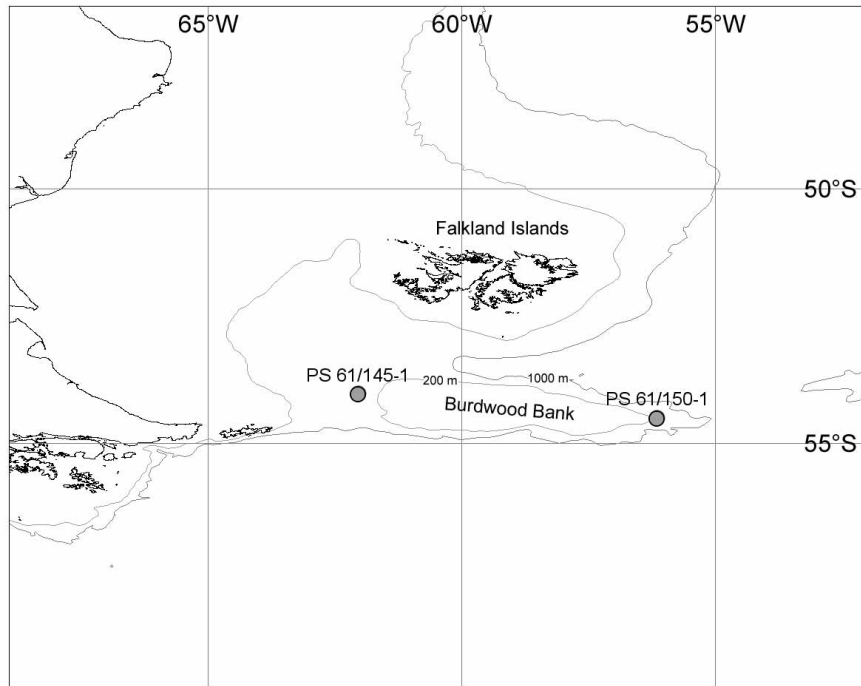 65°W
60°W
55°W
50°S
Falkland Islands
PS 61/145-1
200 m
1000 m
PS 61/150-1
Burdwood Bank
55°S